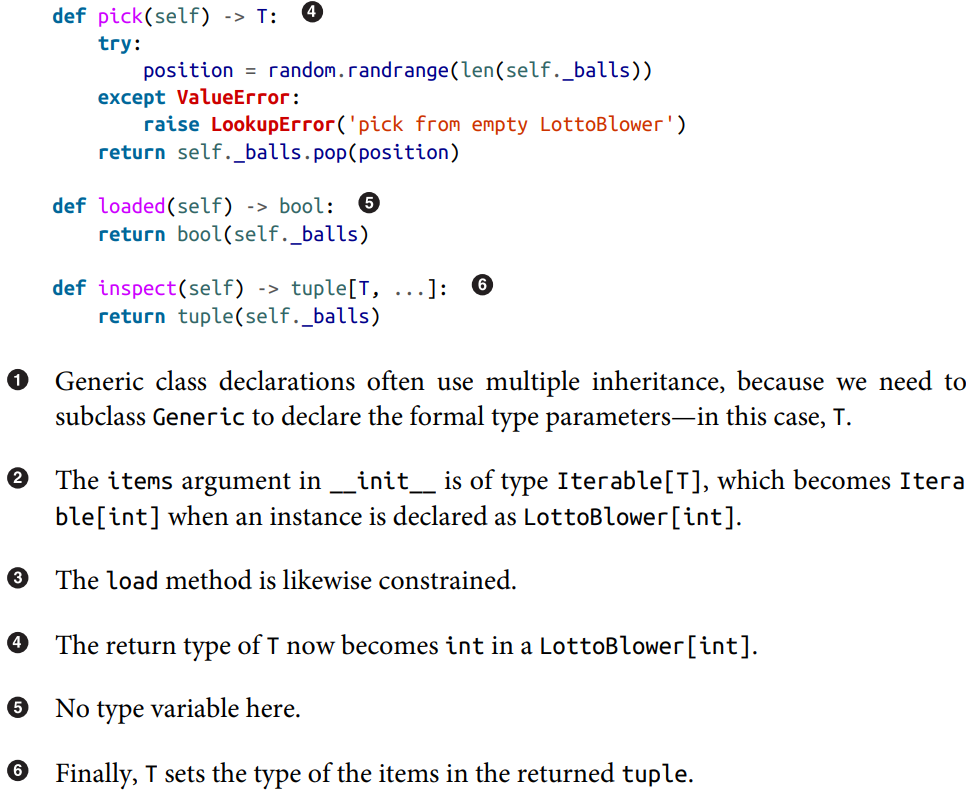 def pick(self) -> T: ❹
    try:
        position = random.randrange(len(self._balls))
    except ValueError:
        raise LookupError('pick from empty LottoBlower')
    return self._balls.pop(position)
def loaded(self) -> bool: ❺
    return bool(self._balls)
def inspect(self) -> tuple[T, ...]: ❻
    return tuple(self._balls)
❶ Generic class declarations often use multiple inheritance, because we need to
subclass Generic to declare the formal type parameters—in this case, T.
❷ The items argument in __init__ is of type Iterable[T], which becomes Itera
ble[int] when an instance is declared as LottoBlower[int].
❸ The load method is likewise constrained.
❹ The return type of T now becomes int in a LottoBlower[int].
❺ No type variable here.
❻ Finally, T sets the type of the items in the returned tuple.